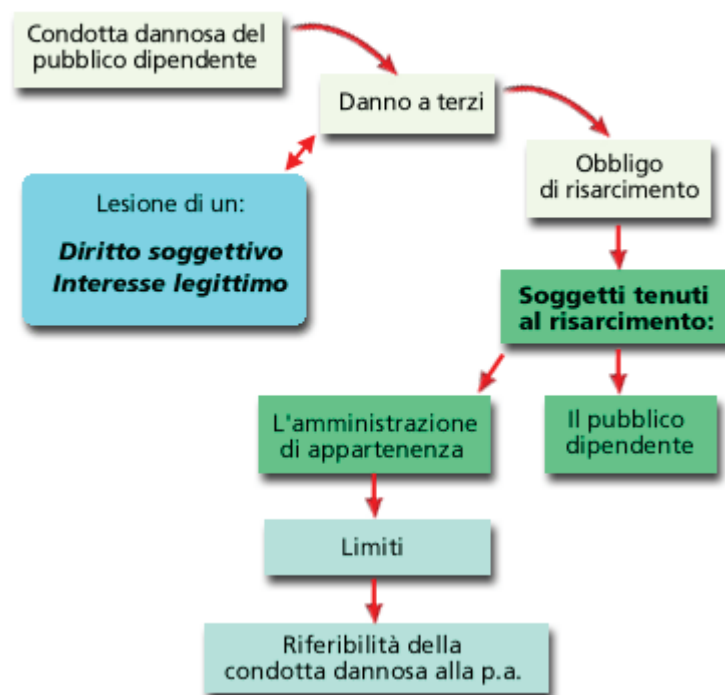 Condotta dannosa del
pubblico dipendente
Danno a terzi
Obbligo
di risarcimento
Lesione di un:
Diritto soggettivo
Interesse legittimo
Soggetti tenuti
al risarcimento:
L'amministrazione
di appartenenza
Il pubblico
dipendente
Limiti
Riferibilità della
condotta dannosa alla p.a.